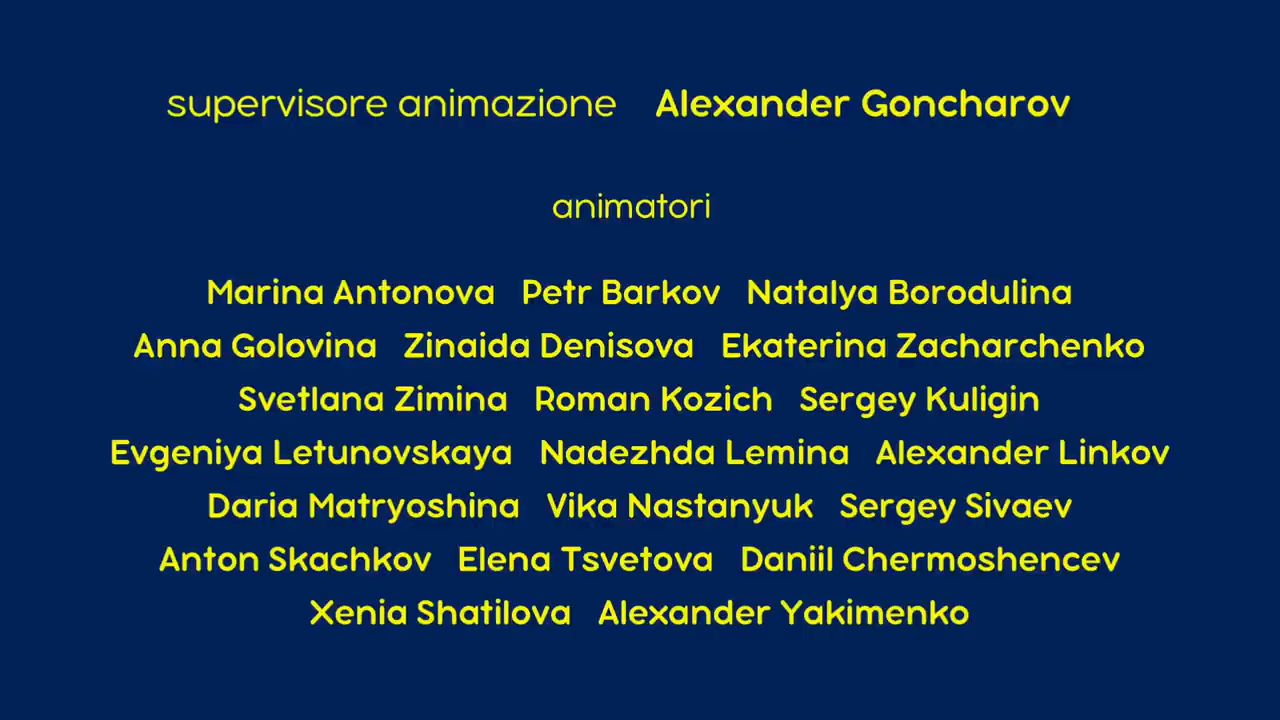 supervisore animazione Alexander Goncharov
animatori
Marina Antonova Petr Barkov Natalya Borodulina
Anna Golovina Zinaida Denisova Ekaterina Zacharchenko
Svetlana Zimina Roman Kozich Sergey Kuligin
Evgeniya Letunovskaya Nadezhda Lemina Alexander Linkov
Daria Matryoshina Vika Nastanyuk Sergey Sivaev
Anton Skachkov Elena Tsvetova Daniil Chermoshencev
Xenia Shatilova Alexander Yakimenko